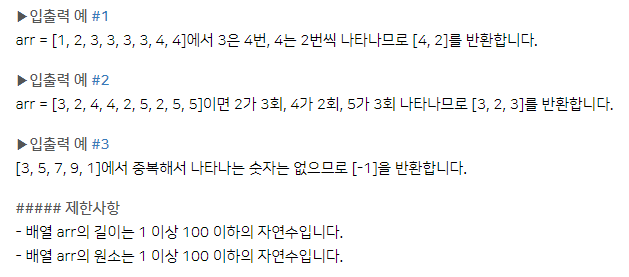 ▶입출력 예 #1
arr = [1, 2, 3, 3, 3, 3, 4, 4]에서 3은 4번, 4는 2번씩 나타나므로 [4, 2]를 반환합니다.
▶입출력 예 #2
arr = [3, 2, 4, 4, 2, 5, 2, 5, 5]이면 2가 3회, 4가 2회, 5가 3회 나타나므로 [3, 2, 3]를 반환합니다.
▶입출력 예 #3
[3, 5, 7, 9, 1]에서 중복해서 나타나는 숫자는 없으므로 [-1]을 반환합니다.
##### 제한사항
- 배열 arr의 길이는 1 이상 100 이하의 자연수입니다.
- 배열 arr의 원소는 1 이상 100 이하의 자연수입니다.